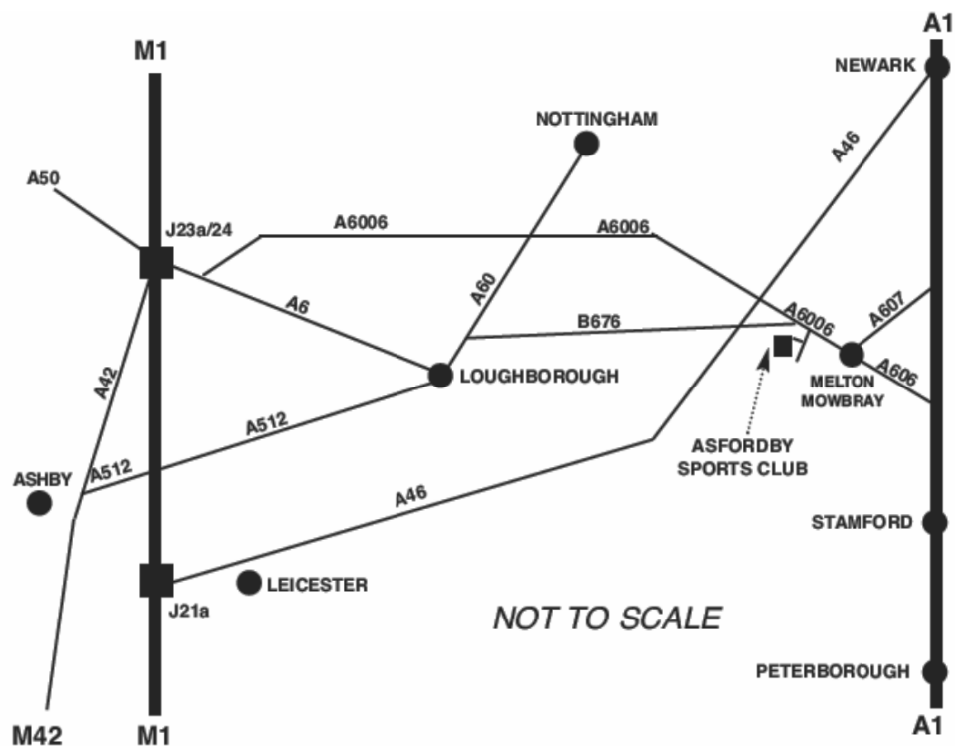 A1
M1
NEWARK
NOTTINGHAM
A46
A50
J23a/24
A6006
A6006
A60
A6
B676
A6006
A607
A42
LOUGHBOROUGH
A606
MELTON
MOWBRAY
A512
ASFORDBY
SPORTS CLUB
ASHBY
A512
A46
STAMFORD
LEICESTER
J21a
NOT TO SCALE
PETERBOROUGH
M42
M1
A1